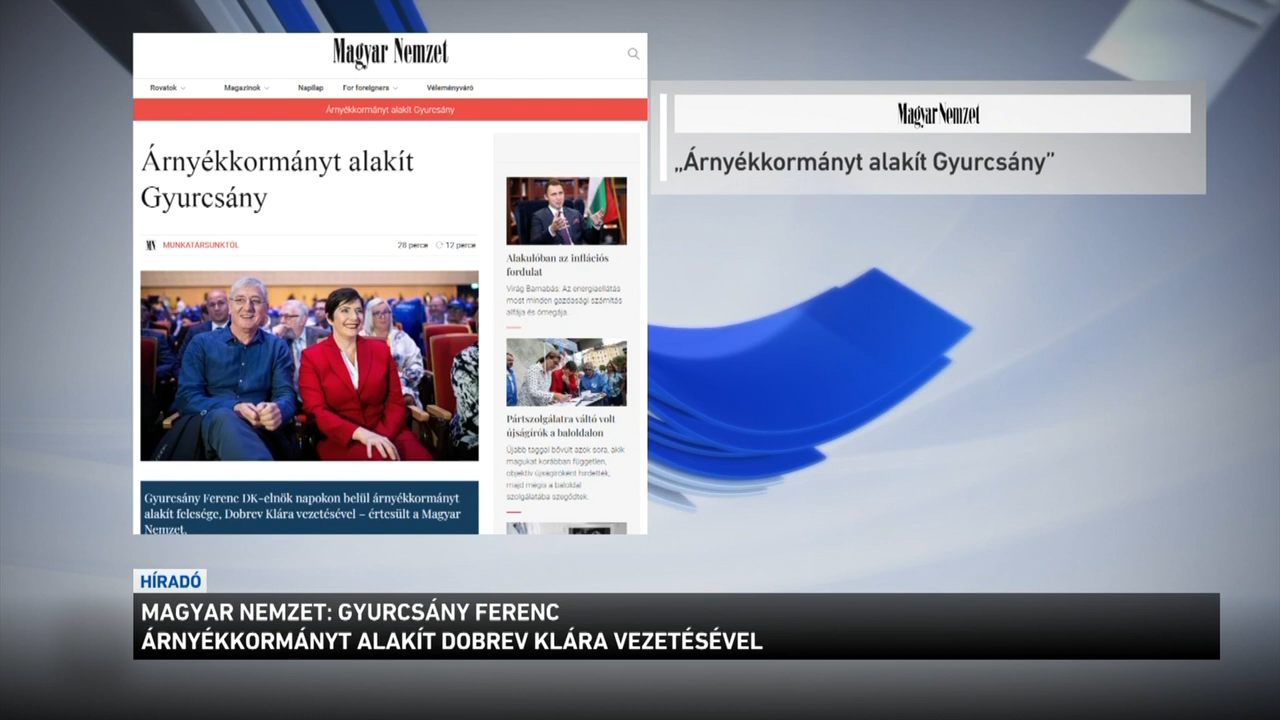 Magyar Nemzet
Rovatok Magazinok Napilap For foreigners Véleményváró
Árnyékkormányt alakít Gyurcsány
Árnyékkormányt alakít
Gyurcsány
MN MUNKATÁRSUNKTÓL 28 perce 12 perce
Gyurcsány Ferenc DK-elnök napokon belül árnyékkormányt
alakít felesége, Dobrev Klára vezetésével – értesült a Magyar
Nemzet.
Alakulóban az inflációs
fordulat
Virág Barnabás: Az energiaellátás
most minden gazdasági számítás
alfája és ómegája.
Pártszolgálatra váltó volt
újságírók a baloldalon
Újabb taggal bővült azok sora, akik
magukat korábban független,
objektív újságíróként hirdették,
majd mégis a baloldal
szolgálatába szegődtek.
Magyar Nemzet
„Árnyékkormányt alakít Gyurcsány”
HÍRADÓ
MAGYAR NEMZET: GYURCSÁNY FERENC
ÁRNYÉKKORMÁNYT ALAKÍT DOBREV KLÁRA VEZETÉSÉVEL